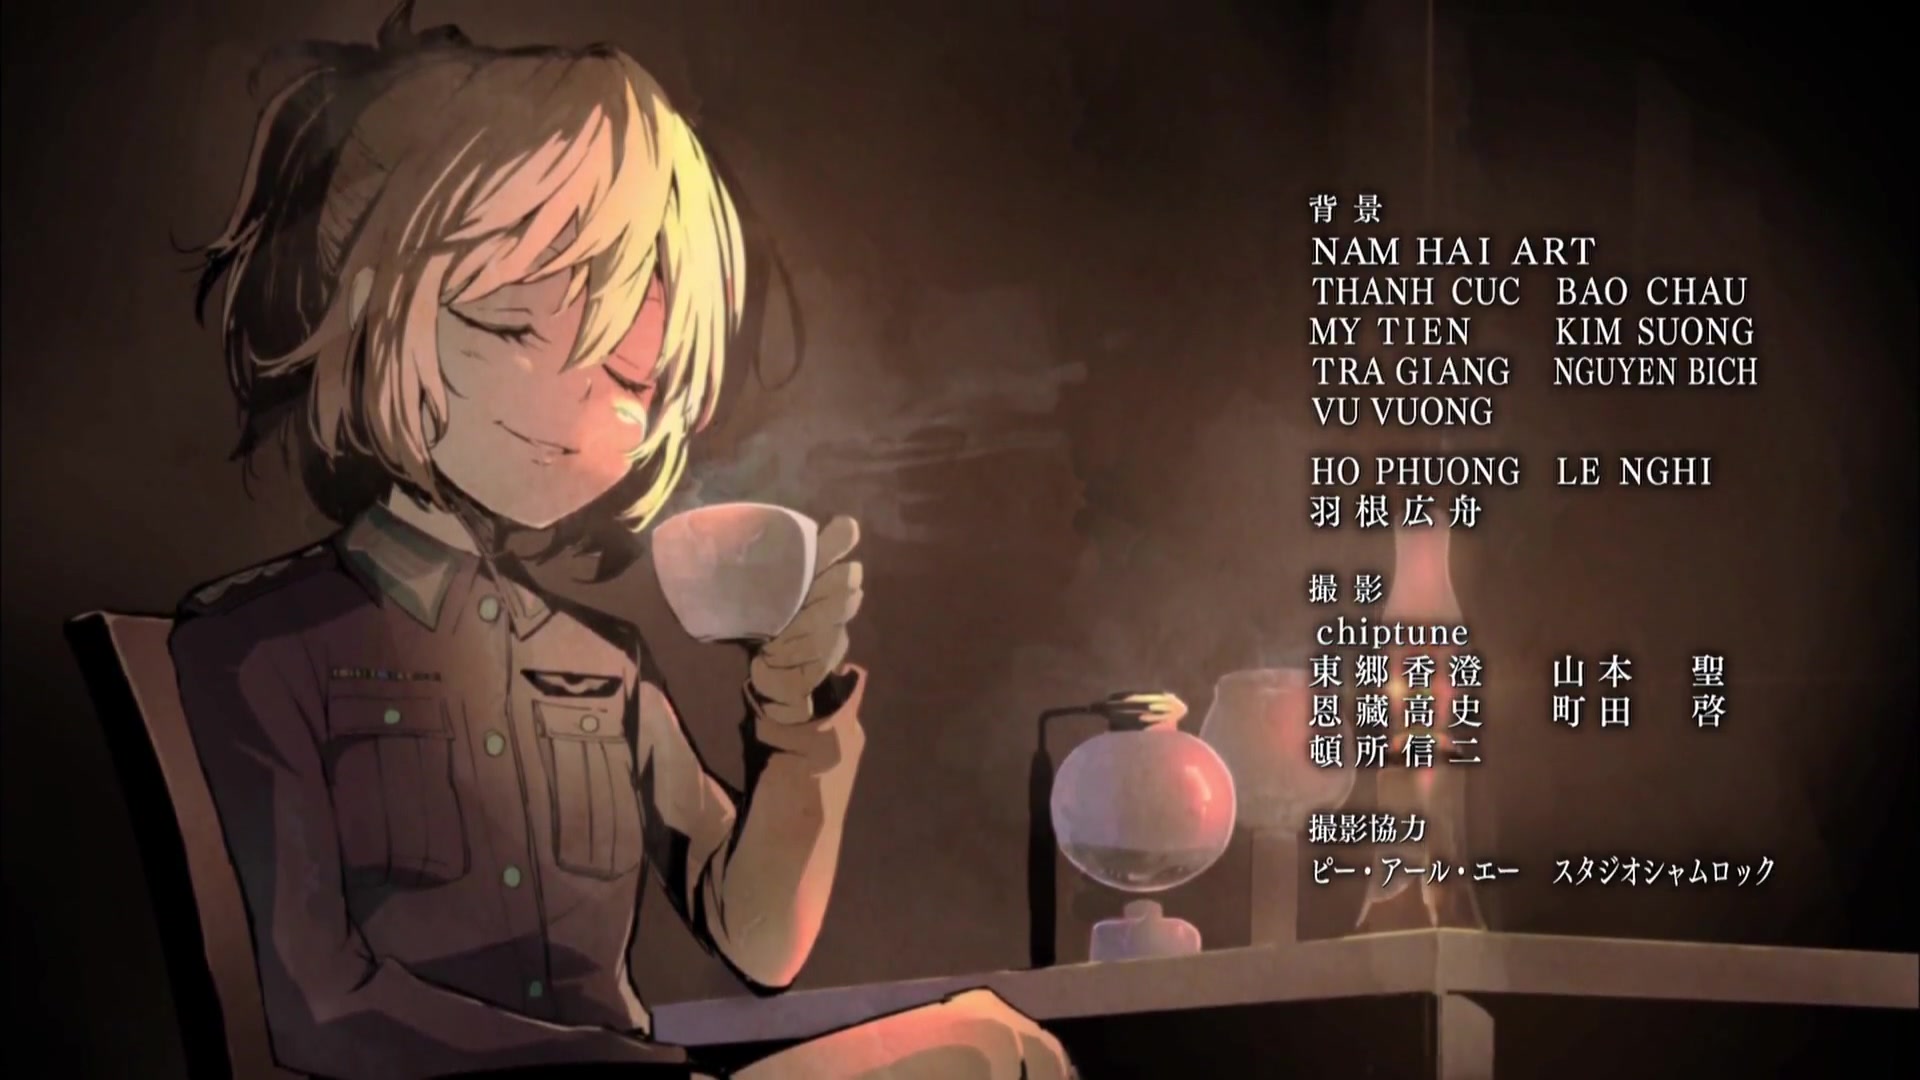 背景
NAM HAI ART
THANH CUC BAO CHAU
MY TIEN KIM SUONG
TRA GIANG NGUYEN BICH
VU VUONG
HO PHUONG LE NGHI
羽根広舟
撮影
chiptune
東郷香澄 山本 聖
恩藏高史 町田 啓
頓所信二
撮影協力
ピー・アール・エー スタジオシャムロック